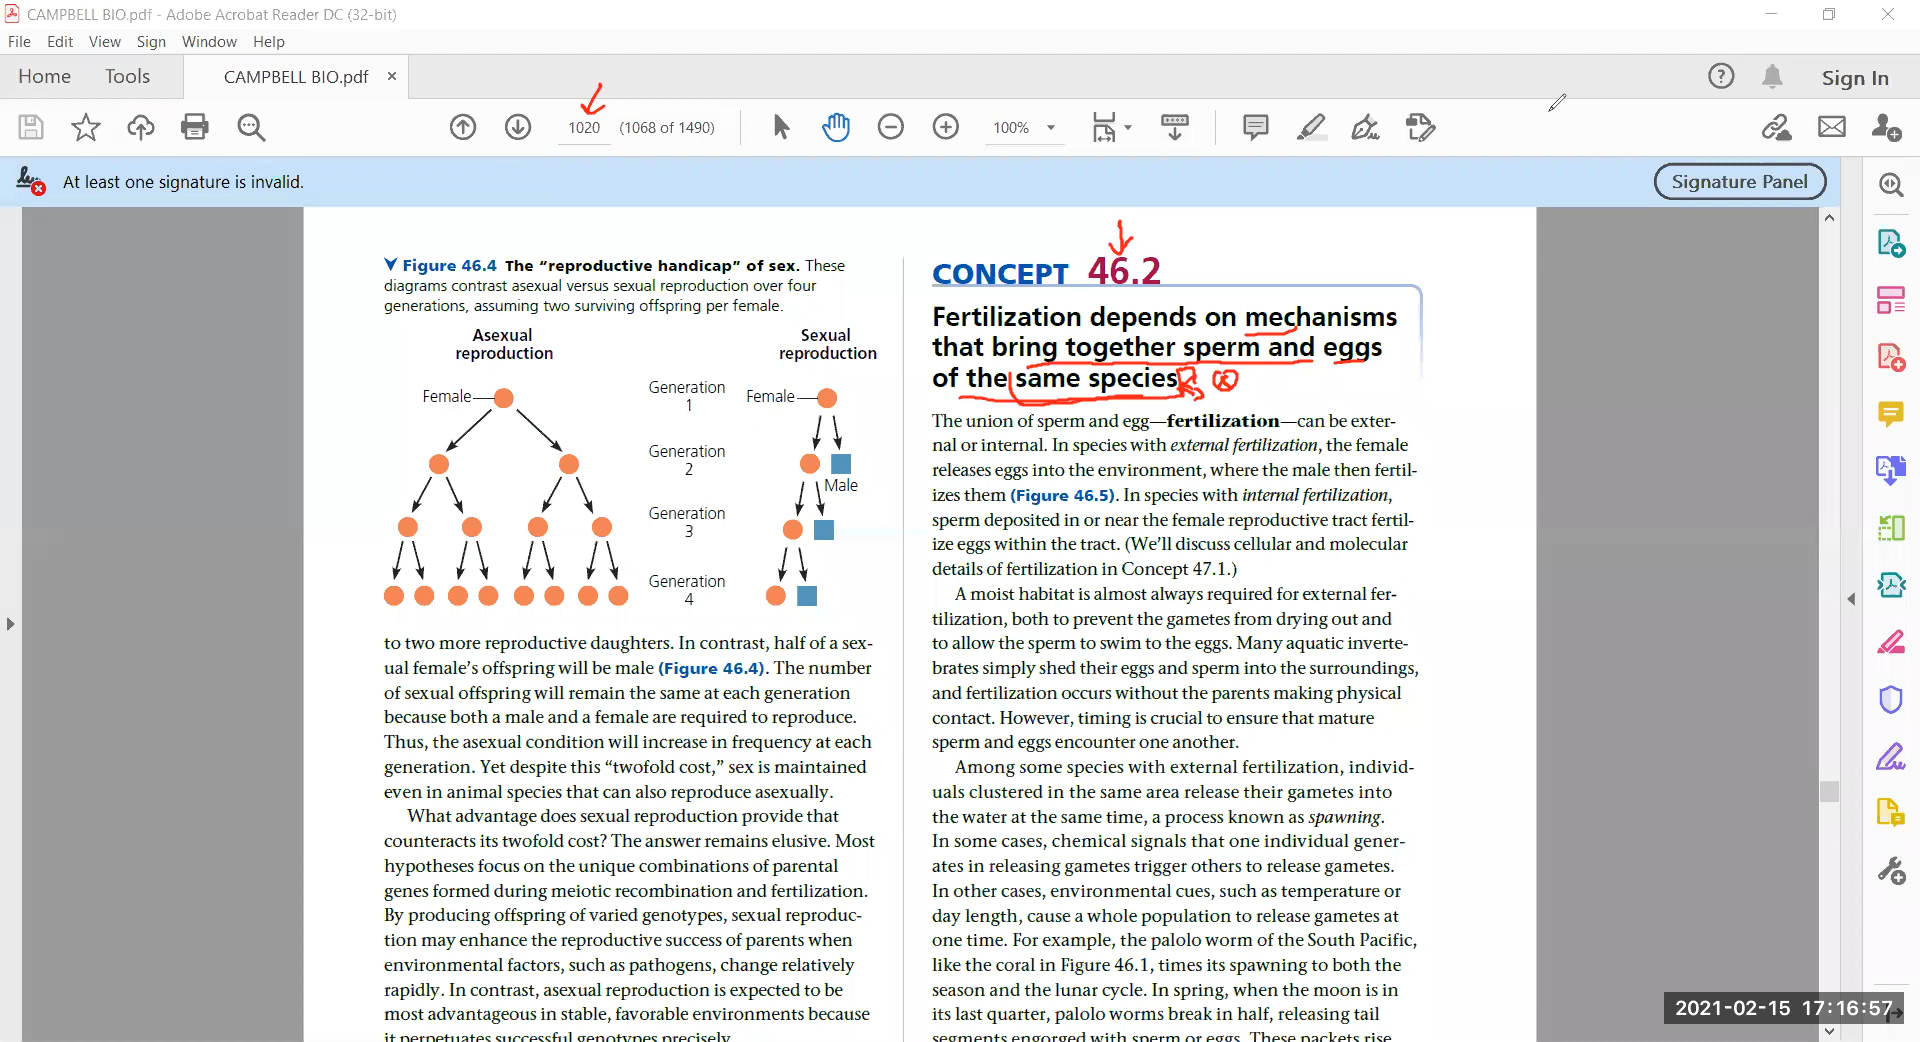 CAMPBELL BIO.pdf - Adobe Acrobat Reader DC (32-bit)
File Edit View Sign Window Help
Home Tools CAMPBELL BIO.pdf × Sign In
1020 (1068 of 1490) 100%
At least one signature is invalid. Signature Panel
Figure 46.4 The “reproductive handicap” of sex. These
diagrams contrast asexual versus sexual reproduction over four
generations, assuming two surviving offspring per female.
Asexual
reproduction
Sexual
reproduction
Female
Generation
1
Female
Generation
2
Male
Generation
3
Generation
4
to two more reproductive daughters. In contrast, half of a sex-
ual female’s offspring will be male (Figure 46.4). The number
of sexual offspring will remain the same at each generation
because both a male and a female are required to reproduce.
Thus, the asexual condition will increase in frequency at each
generation. Yet despite this “twofold cost,” sex is maintained
even in animal species that can also reproduce asexually.
What advantage does sexual reproduction provide that
counteracts its twofold cost? The answer remains elusive. Most
hypotheses focus on the unique combinations of parental
genes formed during meiotic recombination and fertilization.
By producing offspring of varied genotypes, sexual reproduc-
tion may enhance the reproductive success of parents when
environmental factors, such as pathogens, change relatively
rapidly. In contrast, asexual reproduction is expected to be
most advantageous in stable, favorable environments because
it perpetuates successful genotypes precisely.
CONCEPT 46.2
Fertilization depends on mechanisms
that bring together sperm and eggs
of the same species
The union of sperm and egg—fertilization—can be exter-
nal or internal. In species with external fertilization, the female
releases eggs into the environment, where the male then fertil-
izes them (Figure 46.5). In species with internal fertilization,
sperm deposited in or near the female reproductive tract fertil-
ize eggs within the tract. (We’ll discuss cellular and molecular
details of fertilization in Concept 47.1.)
A moist habitat is almost always required for external fer-
tilization, both to prevent the gametes from drying out and
to allow the sperm to swim to the eggs. Many aquatic inverte-
brates simply shed their eggs and sperm into the surroundings,
and fertilization occurs without the parents making physical
contact. However, timing is crucial to ensure that mature
sperm and eggs encounter one another.
Among some species with external fertilization, individ-
uals clustered in the same area release their gametes into
the water at the same time, a process known as spawning.
In some cases, chemical signals that one individual gener-
ates in releasing gametes trigger others to release gametes.
In other cases, environmental cues, such as temperature or
day length, cause a whole population to release gametes at
one time. For example, the palolo worm of the South Pacific,
like the coral in Figure 46.1, times its spawning to both the
season and the lunar cycle. In spring, when the moon is in
its last quarter, palolo worms break in half, releasing tail
segments engorged with sperm or eggs. These packets rise
2021-02-15 17:16:57